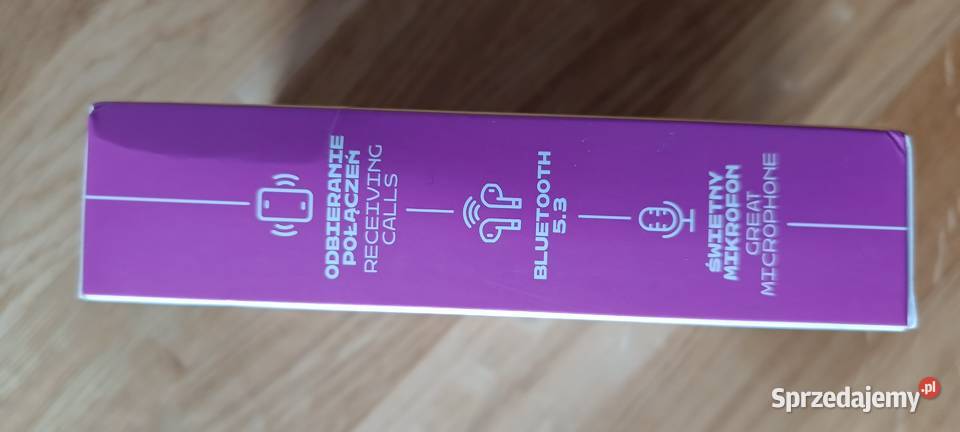 ODBIERANIE
POŁĄCZEŃ
RECEIVING
CALLS
BLUETOOTH
5.3
ŚWIETNY
MIKROFON
GREAT
MICROPHONE
Sprzedajemy.pl